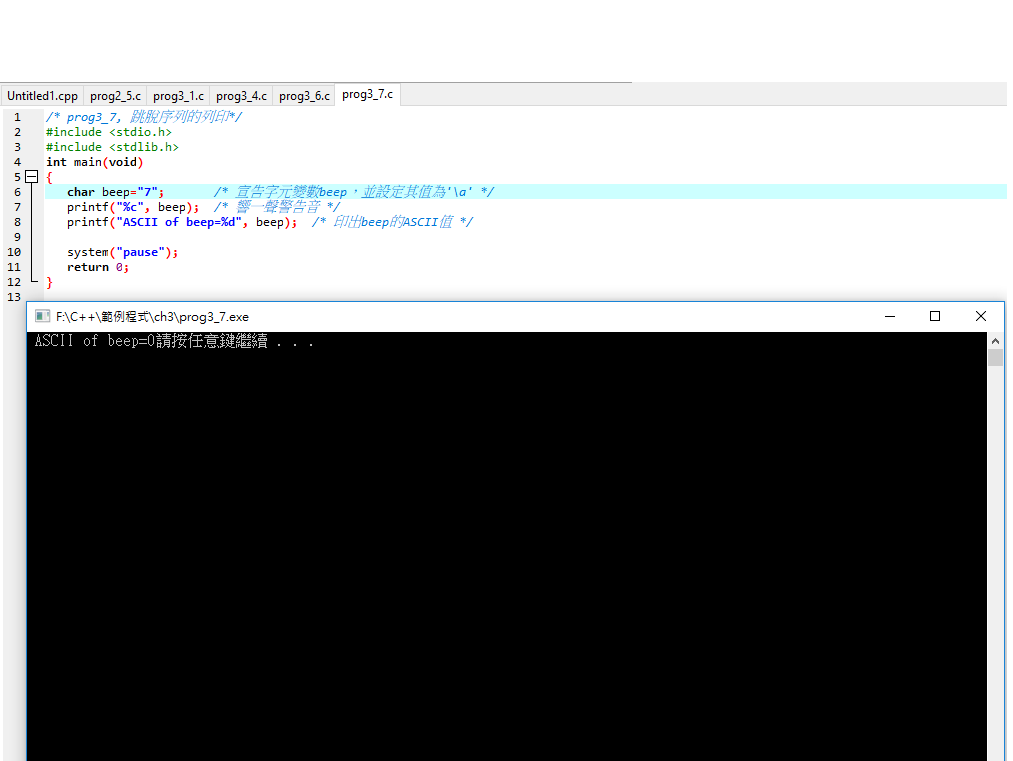 Untitled1.cpp prog2_5.c prog3_1.c prog3_4.c prog3_6.c prog3_7.c
1 /* prog3_7, 跳脫序列的列印*/
2 #include <stdio.h>
3 #include <stdlib.h>
4 int main(void)
5 {
6 char beep="7"; /* 宣告字元變數beep，並設定其值為'\a' */
7 printf("%c", beep); /* 響一聲警告音 */
8 printf("ASCII of beep=%d", beep); /* 印出beep的ASCII值 */
9
10 system("pause");
11 return 0;
12 }
13
F:\C++\範例程式\ch3\prog3_7.exe
ASCII of beep=0請按任意鍵繼續 . . .